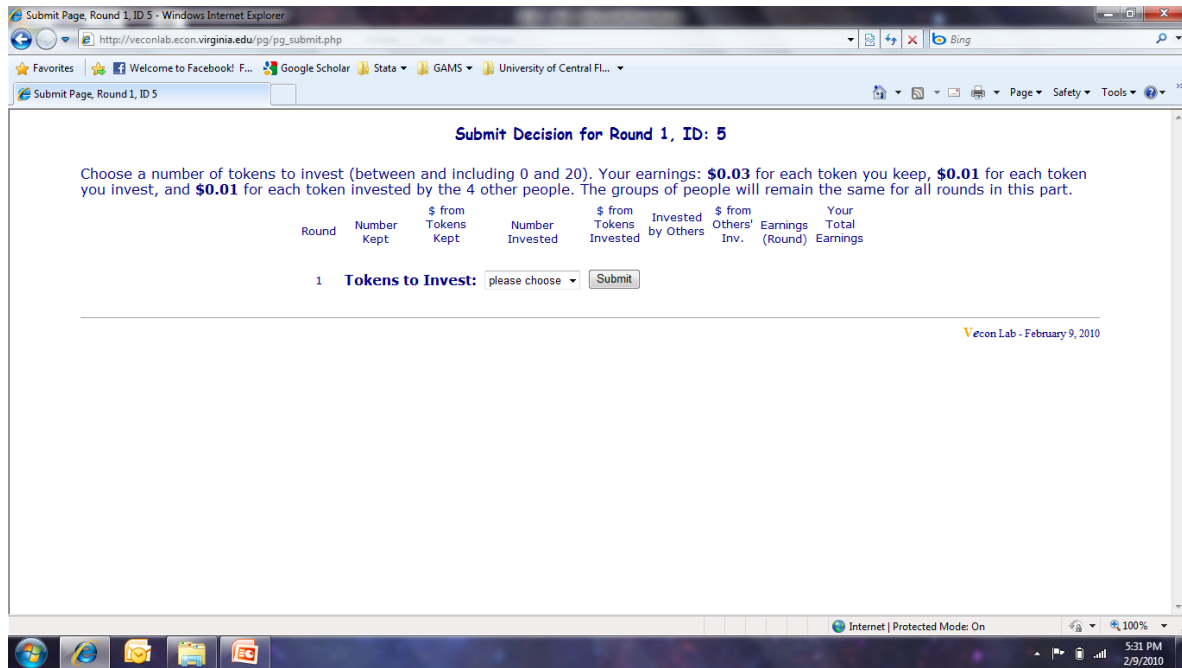 Submit Page, Round 1, ID 5 - Windows Internet Explorer
http://veconlab.econ.virginia.edu/pg/pg_submit.php
Bing
Favorites Welcome to Facebook! F... Google Scholar Stata GAMS University of Central Fl...
Submit Page, Round 1, ID 5
Page Safety Tools
Submit Decision for Round 1, ID: 5
Choose a number of tokens to invest (between and including 0 and 20). Your earnings: $0.03 for each token you keep, $0.01 for each token
you invest, and $0.01 for each token invested by the 4 other people. The groups of people will remain the same for all rounds in this part.
Round Number Kept $ from Tokens Kept Number Invested $ from Tokens Invested Invested by Others $ from Others' Inv. Earnings (Round) Your Total Earnings
1 Tokens to Invest: please choose Submit
Vecon Lab - February 9, 2010
Internet | Protected Mode: On 100%
5:31 PM
2/9/2010